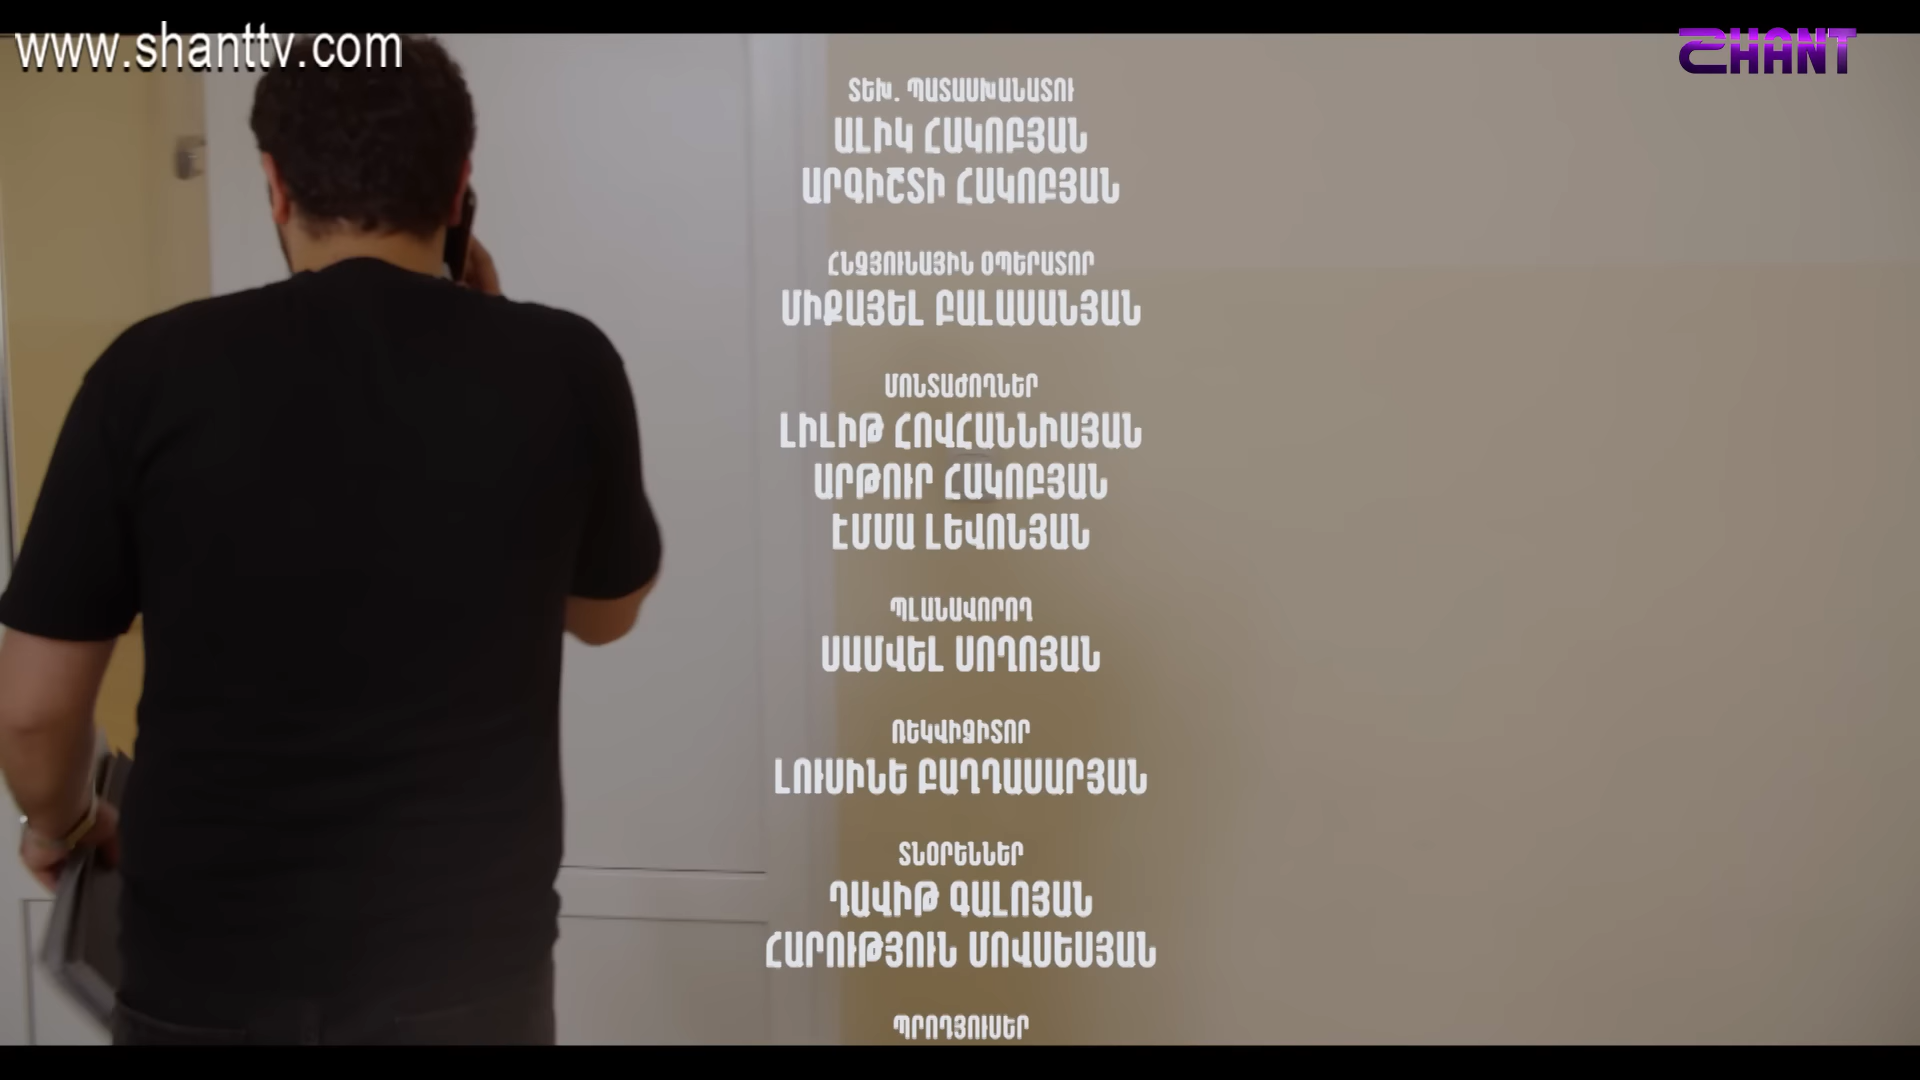 www.shanttv.com
SHANT
ՏԵԽ. ՊԱՏԱՍԽԱՆԱՏՈՒ
ԱԼԻԿ ՀԱԿՈԲՅԱՆ
ԱՐԳԻՇՏԻ ՀԱԿՈԲՅԱՆ
ՀՆՉՅՈՒՆԱՅԻՆ ՕՊԵՐԱՏՈՐ
ՄԻՔԱՅԵԼ ԲԱԼԱՍԱՆՅԱՆ
ՄՈՆՏԱԺՈՂՆԵՐ
ԼԻԼԻԹ ՀՈՎՀԱՆՆԻՍՅԱՆ
ԱՐԹՈՒՐ ՀԱԿՈԲՅԱՆ
ԷՄՄԱ ԼԵՎՈՆՅԱՆ
ՊԼԱՆԱՎՈՐՈՂ
ՍԱՄՎԵԼ ՍՈՂՈՅԱՆ
ՌԵԿՎԻԶԻՏՈՐ
ԼՈՒՍԻՆԵ ԲԱՂԴԱՍԱՐՅԱՆ
ՏՆՕՐԵՆՆԵՐ
ԴԱՎԻԹ ԳԱԼՈՅԱՆ
ՀԱՐՈՒԹՅՈՒՆ ՄՈՎՍԵՍՅԱՆ
ՊՐՈԴՅՈՒՍԵՐ